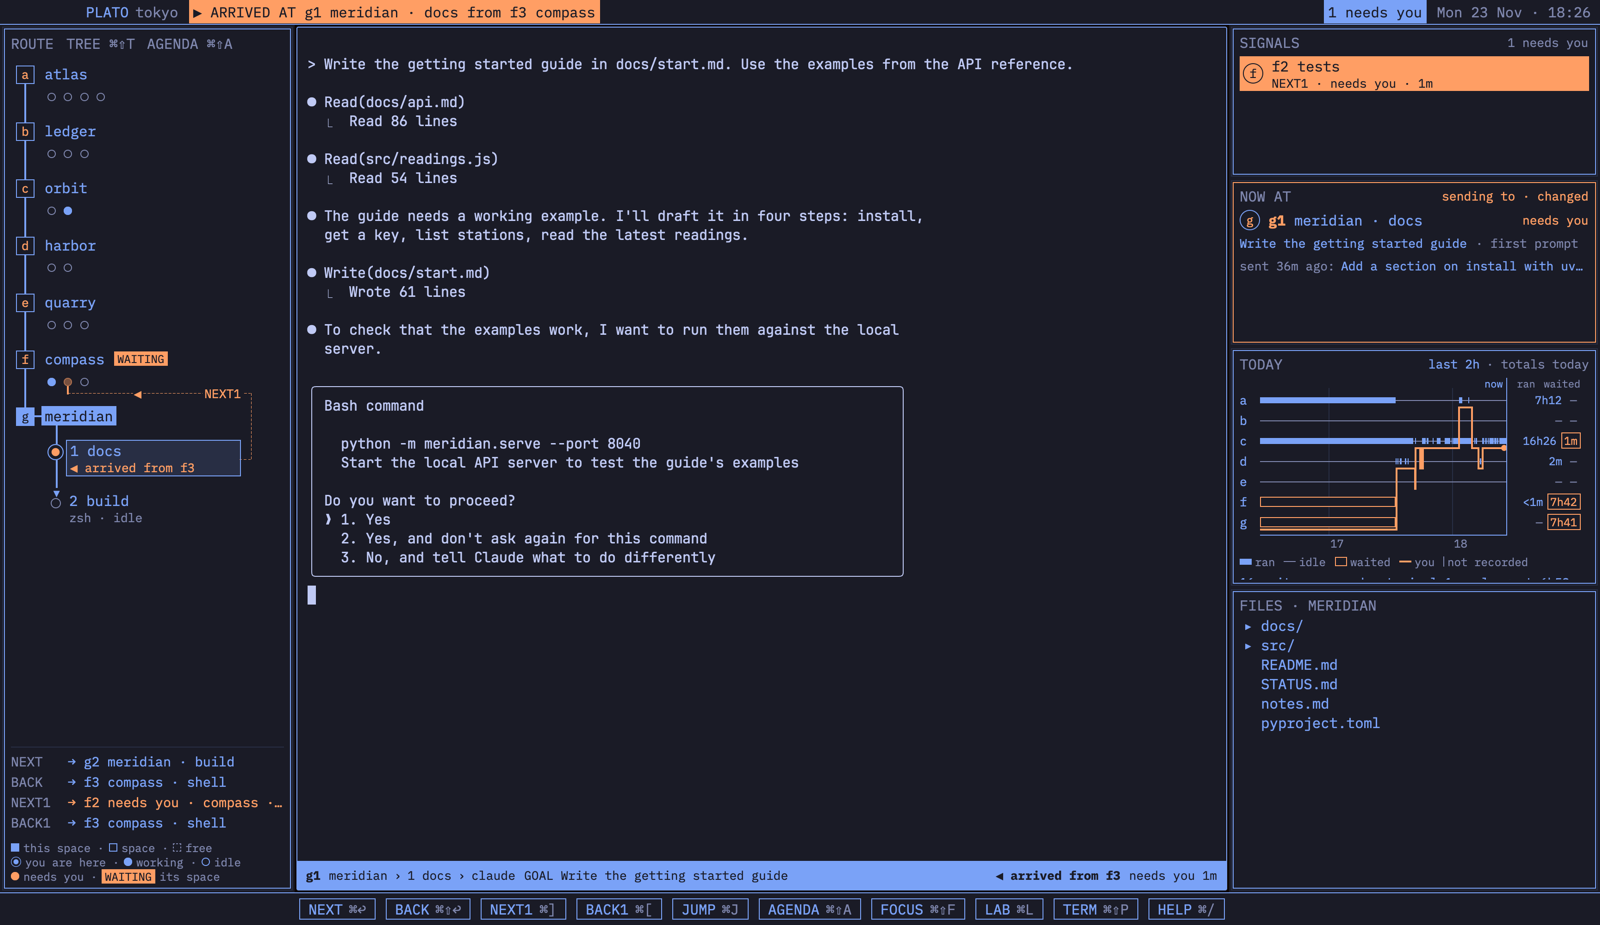 PLATO tokyo
▶ ARRIVED AT g1 meridian · docs from f3 compass
1 needs you
Mon 23 Nov · 18:26
ROUTE TREE ⌘⇧T AGENDA ⌘⇧A
a atlas
b ledger
c orbit
d harbor
e quarry
f compass WAITING
NEXT1
g meridian
1 docs
◀ arrived from f3
2 build
zsh · idle
NEXT → g2 meridian · build
BACK → f3 compass · shell
NEXT1 → f2 needs you · compass ·…
BACK1 → f3 compass · shell
this space · space · free
you are here · working · idle
needs you · WAITING its space
> Write the getting started guide in docs/start.md. Use the examples from the API reference.
● Read(docs/api.md)
└ Read 86 lines
● Read(src/readings.js)
└ Read 54 lines
● The guide needs a working example. I'll draft it in four steps: install,
get a key, list stations, read the latest readings.
● Write(docs/start.md)
└ Wrote 61 lines
● To check that the examples work, I want to run them against the local
server.
Bash command
python -m meridian.serve --port 8040
Start the local API server to test the guide's examples
Do you want to proceed?
❯ 1. Yes
2. Yes, and don't ask again for this command
3. No, and tell Claude what to do differently
g1 meridian › 1 docs › claude GOAL Write the getting started guide
◀ arrived from f3 needs you 1m
SIGNALS 1 needs you
f f2 tests
NEXT1 · needs you · 1m
NOW AT sending to · changed
g g1 meridian · docs needs you
Write the getting started guide · first prompt
sent 36m ago: Add a section on install with uv…
TODAY last 2h · totals today
now ran waited
a 7h12 —
b — —
c 16h26 1m
d 2m —
e — —
f <1m 7h42
g — 7h41
17 18
ran idle waited you not recorded
FILES · MERIDIAN
▸ docs/
▸ src/
README.md
STATUS.md
notes.md
pyproject.toml
NEXT ⌘↩ BACK ⌘⇧↩ NEXT1 ⌘] BACK1 ⌘[ JUMP ⌘J AGENDA ⌘⇧A FOCUS ⌘⇧F LAB ⌘L TERM ⌘⇧P HELP ⌘/